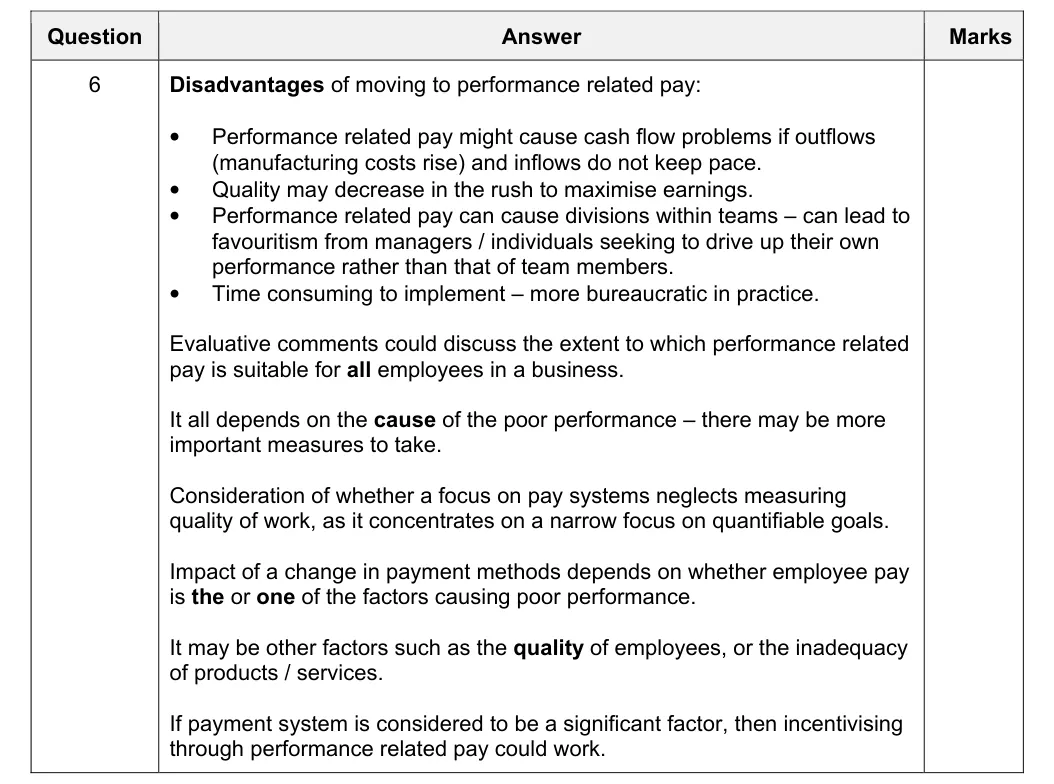 Question Answer Marks
6 Disadvantages of moving to performance related pay:
• Performance related pay might cause cash flow problems if outflows
(manufacturing costs rise) and inflows do not keep pace.
• Quality may decrease in the rush to maximise earnings.
• Performance related pay can cause divisions within teams – can lead to
favouritism from managers / individuals seeking to drive up their own
performance rather than that of team members.
• Time consuming to implement – more bureaucratic in practice.
Evaluative comments could discuss the extent to which performance related
pay is suitable for all employees in a business.
It all depends on the cause of the poor performance – there may be more
important measures to take.
Consideration of whether a focus on pay systems neglects measuring
quality of work, as it concentrates on a narrow focus on quantifiable goals.
Impact of a change in payment methods depends on whether employee pay
is the or one of the factors causing poor performance.
It may be other factors such as the quality of employees, or the inadequacy
of products / services.
If payment system is considered to be a significant factor, then incentivising
through performance related pay could work.